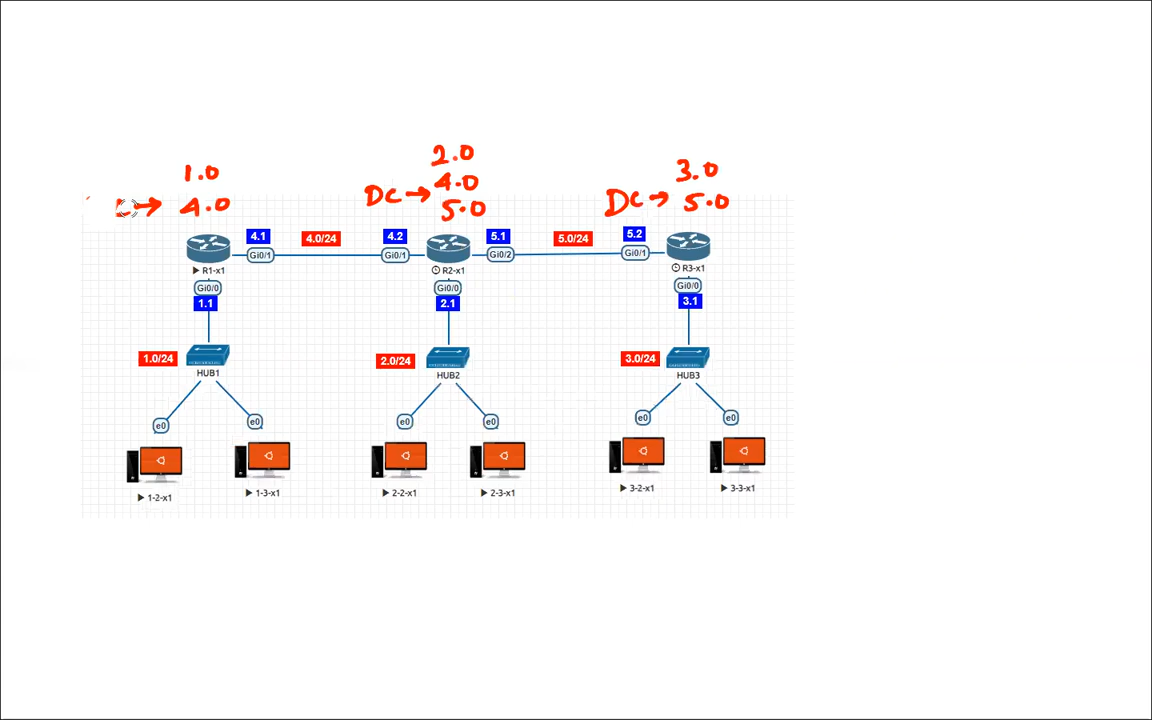 1.0
4.0
2.0
DC → 4.0
5.0
3.0
DC → 5.0
4.1 4.0/24 4.2 5.1 5.0/24 5.2
Gi0/1 Gi0/1 Gi0/2 Gi0/1
R1-x1 R2-x1 R3-x1
Gi0/0 Gi0/0 Gi0/0
1.1 2.1 3.1
1.0/24 2.0/24 3.0/24
HUB1 HUB2 HUB3
e0 e0 e0 e0 e0 e0
1-2-x1 1-3-x1 2-2-x1 2-3-x1 3-2-x1 3-3-x1